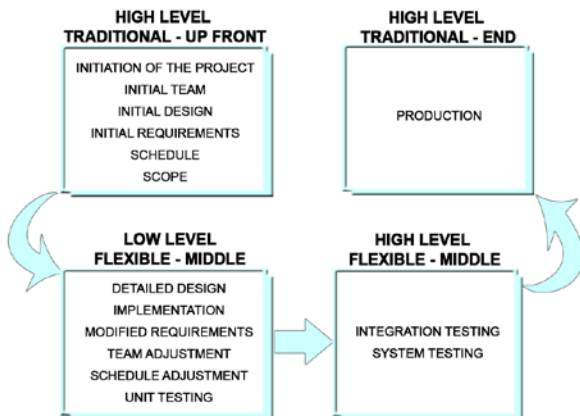 HIGH LEVEL
TRADITIONAL - UP FRONT
INITIATION OF THE PROJECT
INITIAL TEAM
INITIAL DESIGN
INITIAL REQUIREMENTS
SCHEDULE
SCOPE
HIGH LEVEL
TRADITIONAL - END
PRODUCTION
LOW LEVEL
FLEXIBLE - MIDDLE
DETAILED DESIGN
IMPLEMENTATION
MODIFIED REQUIREMENTS
TEAM ADJUSTMENT
SCHEDULE ADJUSTMENT
UNIT TESTING
HIGH LEVEL
FLEXIBLE - MIDDLE
INTEGRATION TESTING
SYSTEM TESTING